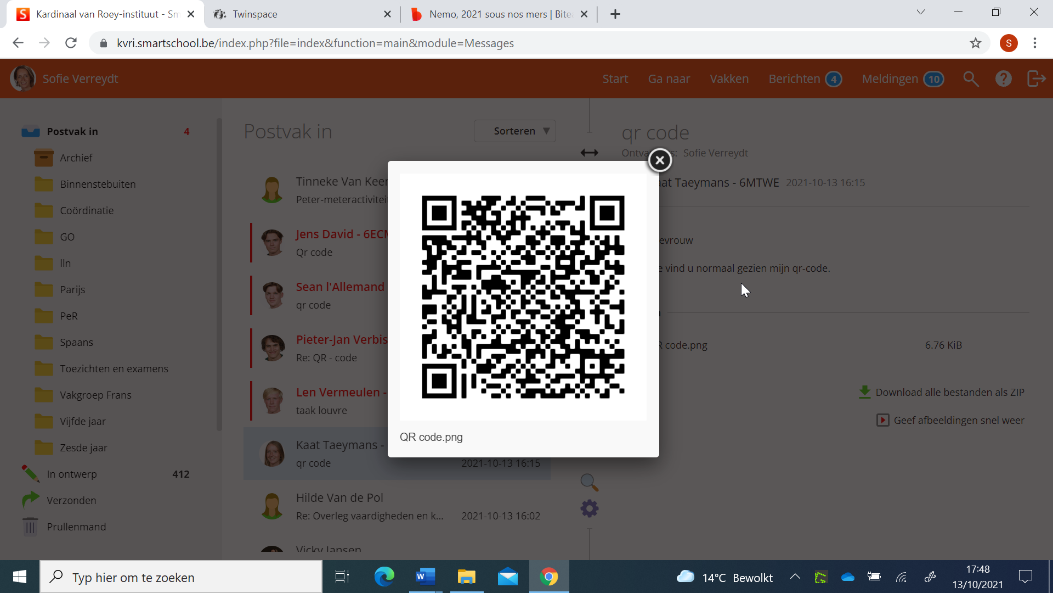 Kardinaal van Roey-instituut - Sm
Twinspace
Nemo, 2021 sous nos mers | Bite
kvri.smartschool.be/index.php?file=index&function=main&module=Messages
S
Sofie Verreydt
Start
Ga naar
Vakken
Berichten 4
Meldingen 10
Postvak in 4
Archief
Binnenstebuiten
Coördinatie
GO
lln
Parijs
PeR
Spaans
Toezichten en examens
Vakgroep Frans
Vijfde jaar
Zesde jaar
In ontwerp 412
Verzonden
Prullenmand
Postvak in
Sorteren
Tinneke Van Keer
Peter-meteractiviteit
Jens David - 6EC
Qr code
Sean l'Allemand
qr code
Pieter-Jan Verbis
Re: QR - code
Len Vermeulen -
taak louvre
Kaat Taeymans -
qr code 2021-10-13 16:15
Hilde Van de Pol
Re: Overleg vaardigheden en k... 2021-10-13 16:02
Vicky Jansen
qr code
Sofie Verreydt
aat Taeymans - 6MTWE 2021-10-13 16:15
evrouw
e vind u normaal gezien mijn qr-code.
R code.png 6.76 KiB
Download alle bestanden als ZIP
Geef afbeeldingen snel weer
QR code.png
Typ hier om te zoeken
14°C Bewolkt
17:48
13/10/2021